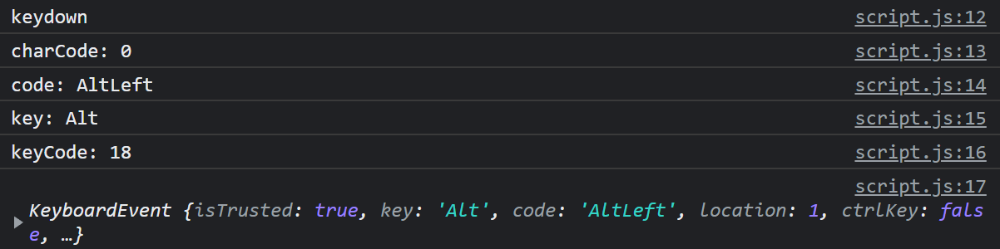 keydown script.js:12
charCode: 0 script.js:13
code: AltLeft script.js:14
key: Alt script.js:15
keyCode: 18 script.js:16
script.js:17
KeyboardEvent {isTrusted: true, key: 'Alt', code: 'AltLeft', location: 1, ctrlKey: fals
e, …}